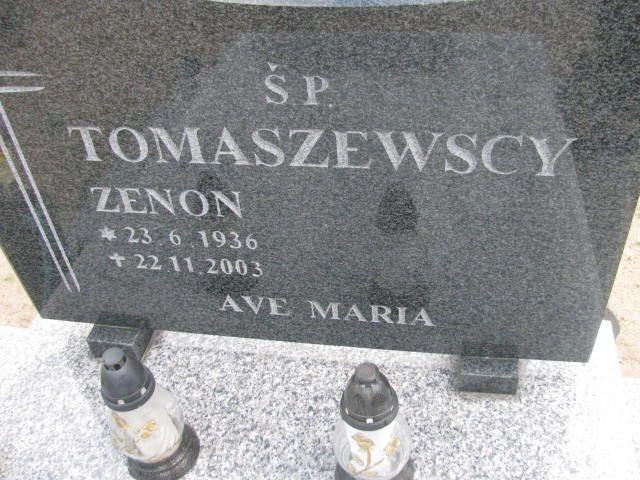 Ś.P.
TOMASZEWSCY
ZENON
* 23.6.1936
✝ 22.11.2003
AVE MARIA